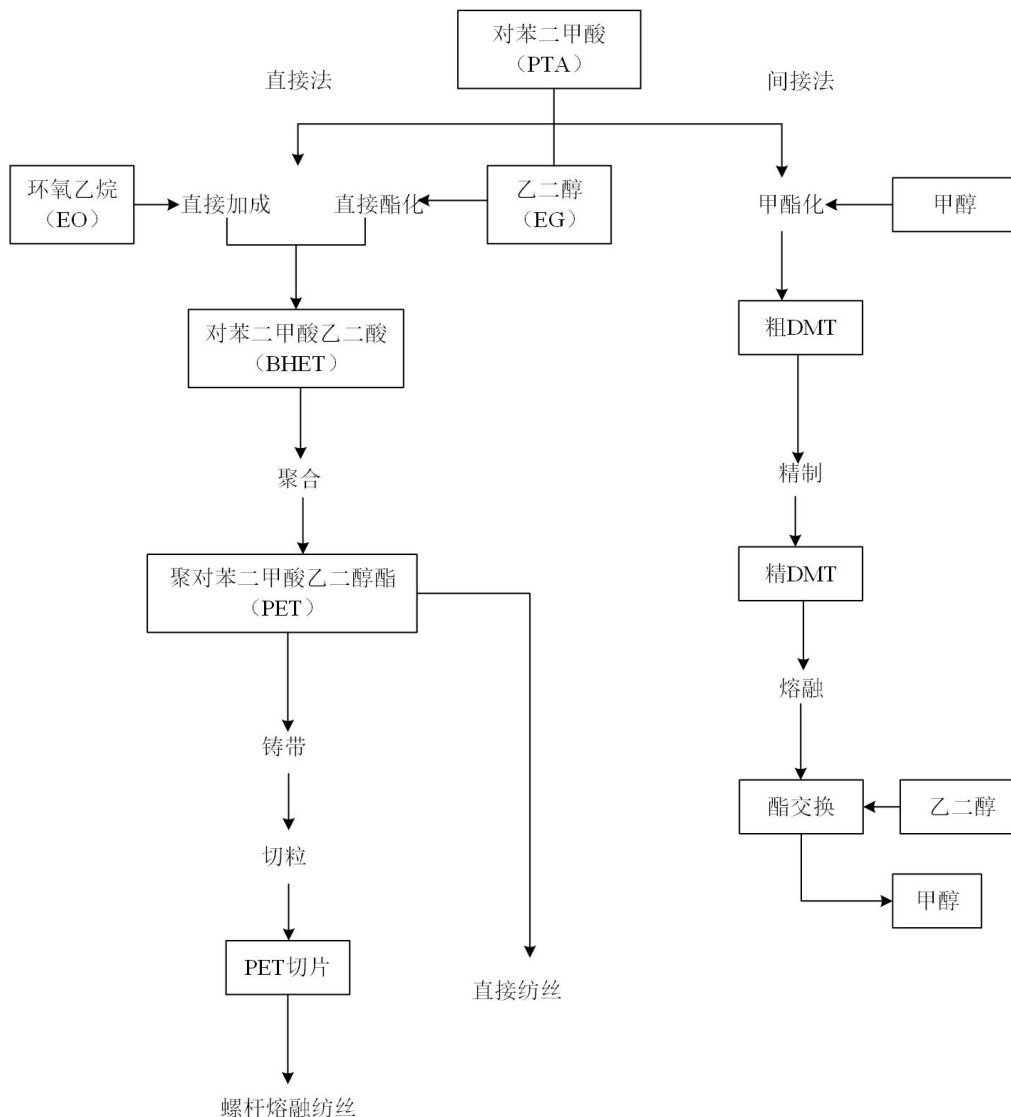 对苯二甲酸
（PTA）
直接法
间接法
环氧乙烷
（EO）
直接加成
直接酯化
乙二醇
（EG）
甲酯化
甲醇
对苯二甲酸乙二酸
（BHET）
粗DMT
聚合
精制
聚对苯二甲酸乙二醇酯
（PET）
精DMT
熔融
铸带
酯交换
乙二醇
切粒
甲醇
PET切片
直接纺丝
螺杆熔融纺丝